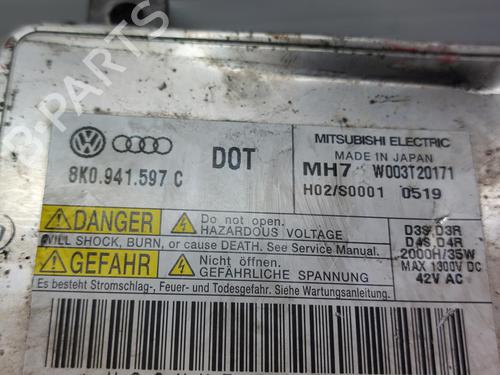 DOT
MITSUBISHI ELECTRIC
MADE IN JAPAN
8K0.941.597 C
MH7 W003T20171
H02/S0001 0519
DANGER
Do not open.
HAZARDOUS VOLTAGE
WILL SHOCK, BURN, or cause DEATH. See Service Manual.
GEFAHR
Nicht öffnen.
GEFÄHRLICHE SPANNUNG
Es besteht Stromschlag-, Feuer- und Todesgefahr. Siehe Wartungsanleitung.
D3S,D3R
D4S,D4R
2000H/35W
MAX 1300V DC
42V AC
B-PARTS